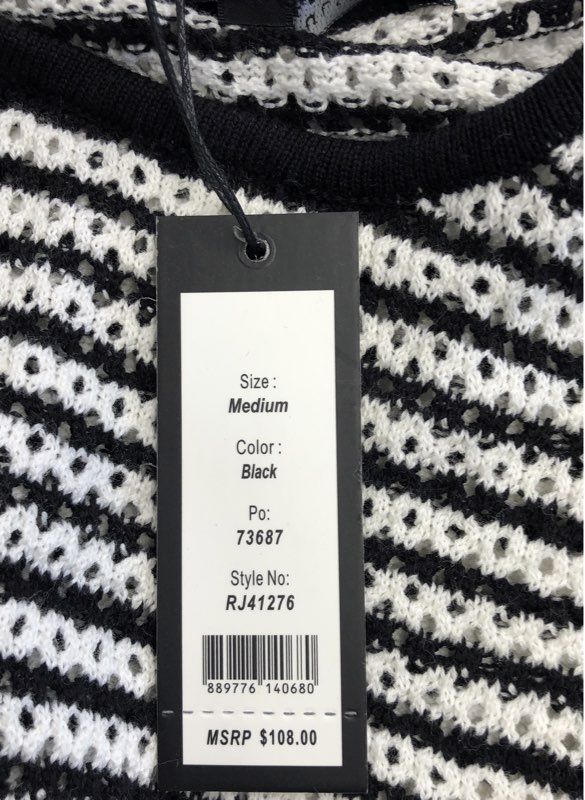 Size :
Medium
Color :
Black
Po:
73687
Style No:
RJ41276
889776 140680
MSRP $108.00